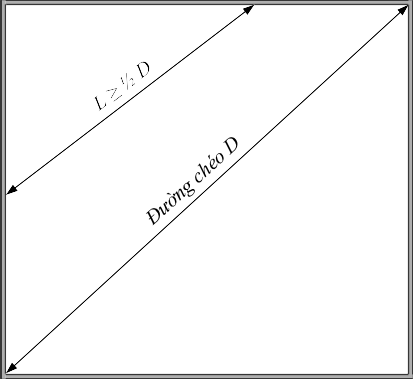 L ≥ ½ D
Đường chéo D